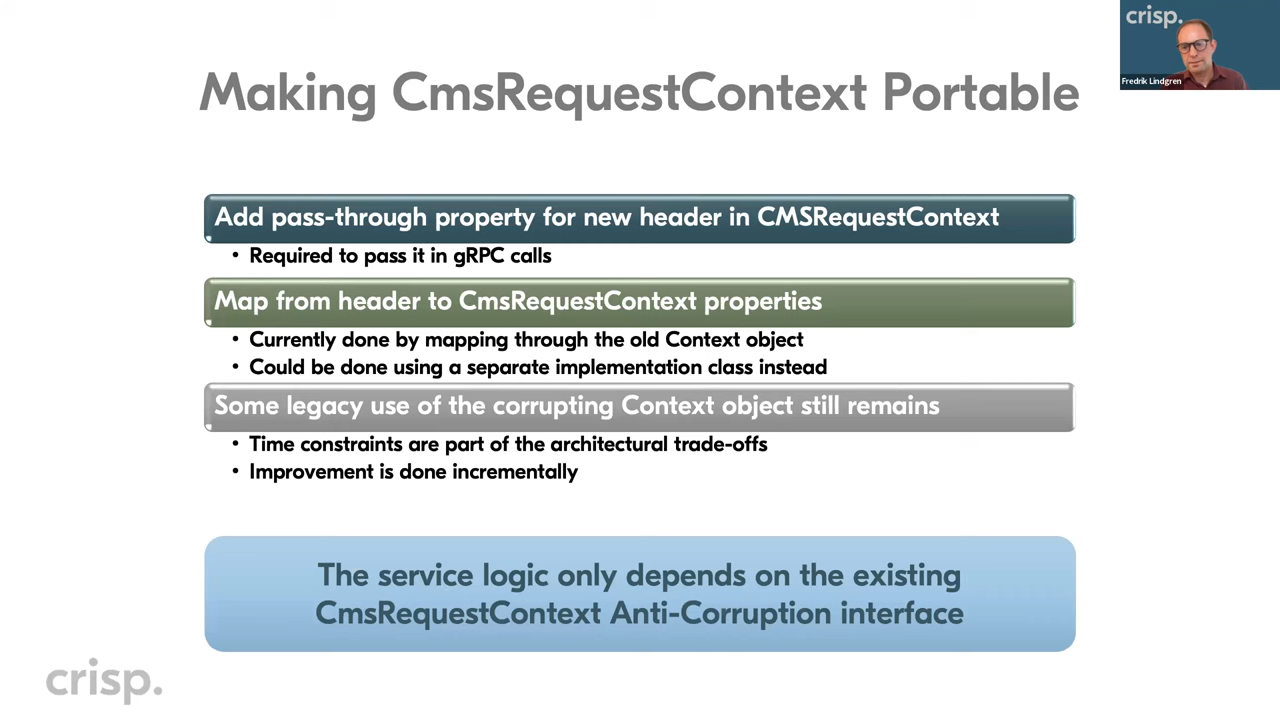 crisp.
Fredrik Lindgren
Making CmsRequestContext Portable
Add pass-through property for new header in CMSRequestContext
• Required to pass it in gRPC calls
Map from header to CmsRequestContext properties
• Currently done by mapping through the old Context object
• Could be done using a separate implementation class instead
Some legacy use of the corrupting Context object still remains
• Time constraints are part of the architectural trade-offs
• Improvement is done incrementally
The service logic only depends on the existing
CmsRequestContext Anti-Corruption interface
crisp.